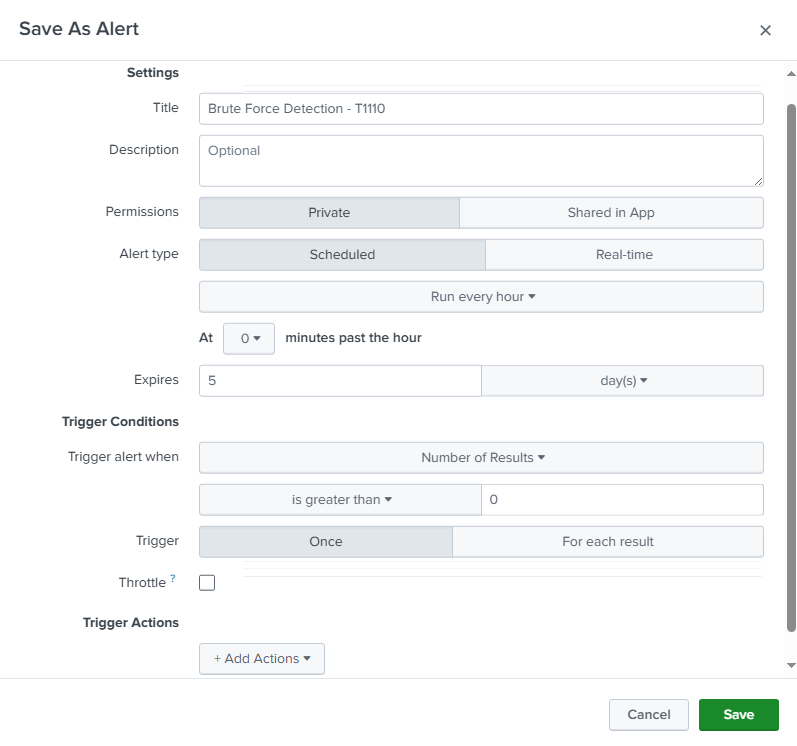 Save As Alert
Settings
Title Brute Force Detection - T1110
Description Optional
Permissions Private Shared in App
Alert type Scheduled Real-time
Run every hour
At 0 minutes past the hour
Expires 5 day(s)
Trigger Conditions
Trigger alert when Number of Results
is greater than 0
Trigger Once For each result
Throttle ?
Trigger Actions
+ Add Actions
Cancel Save